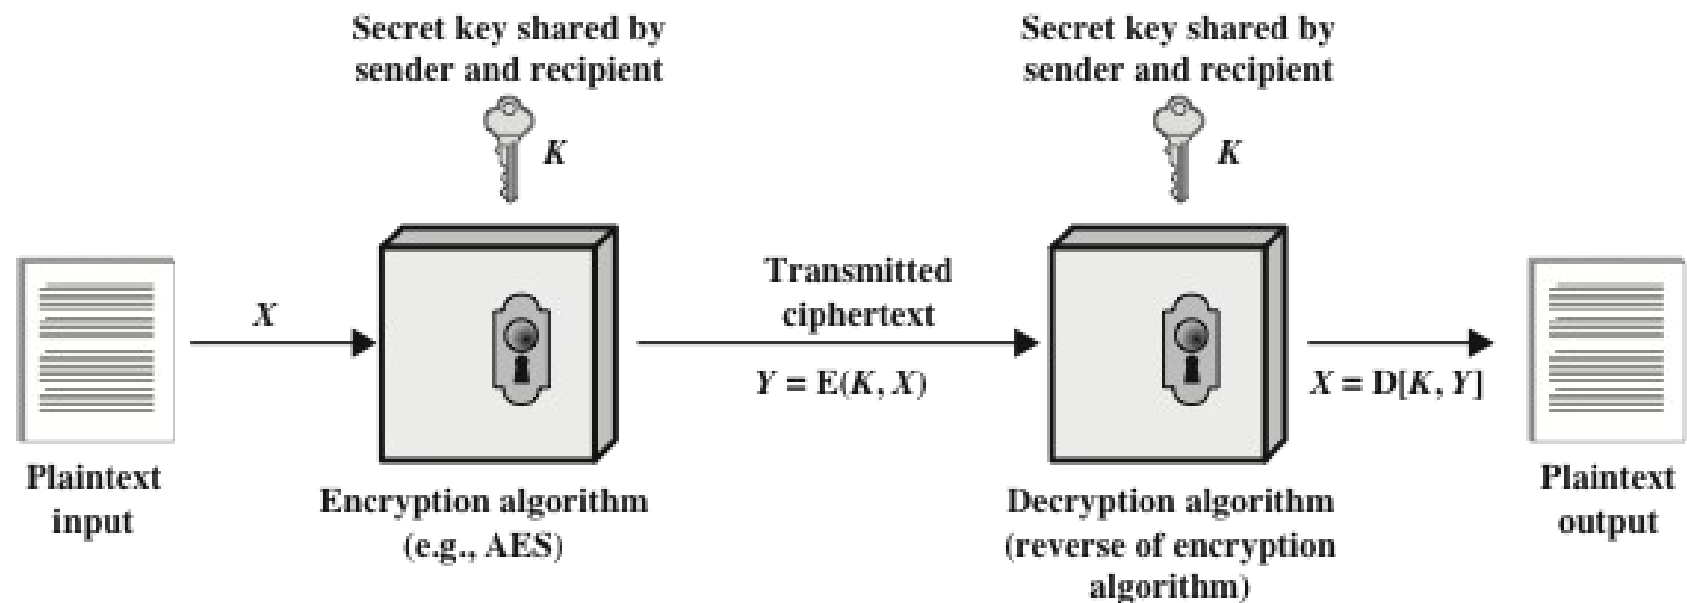 Secret key shared by
sender and recipient
K
Secret key shared by
sender and recipient
K
X
Transmitted
ciphertext
Y = E(K, X)
X = D[K, Y]
Plaintext
input
Encryption algorithm
(e.g., AES)
Decryption algorithm
(reverse of encryption
algorithm)
Plaintext
output